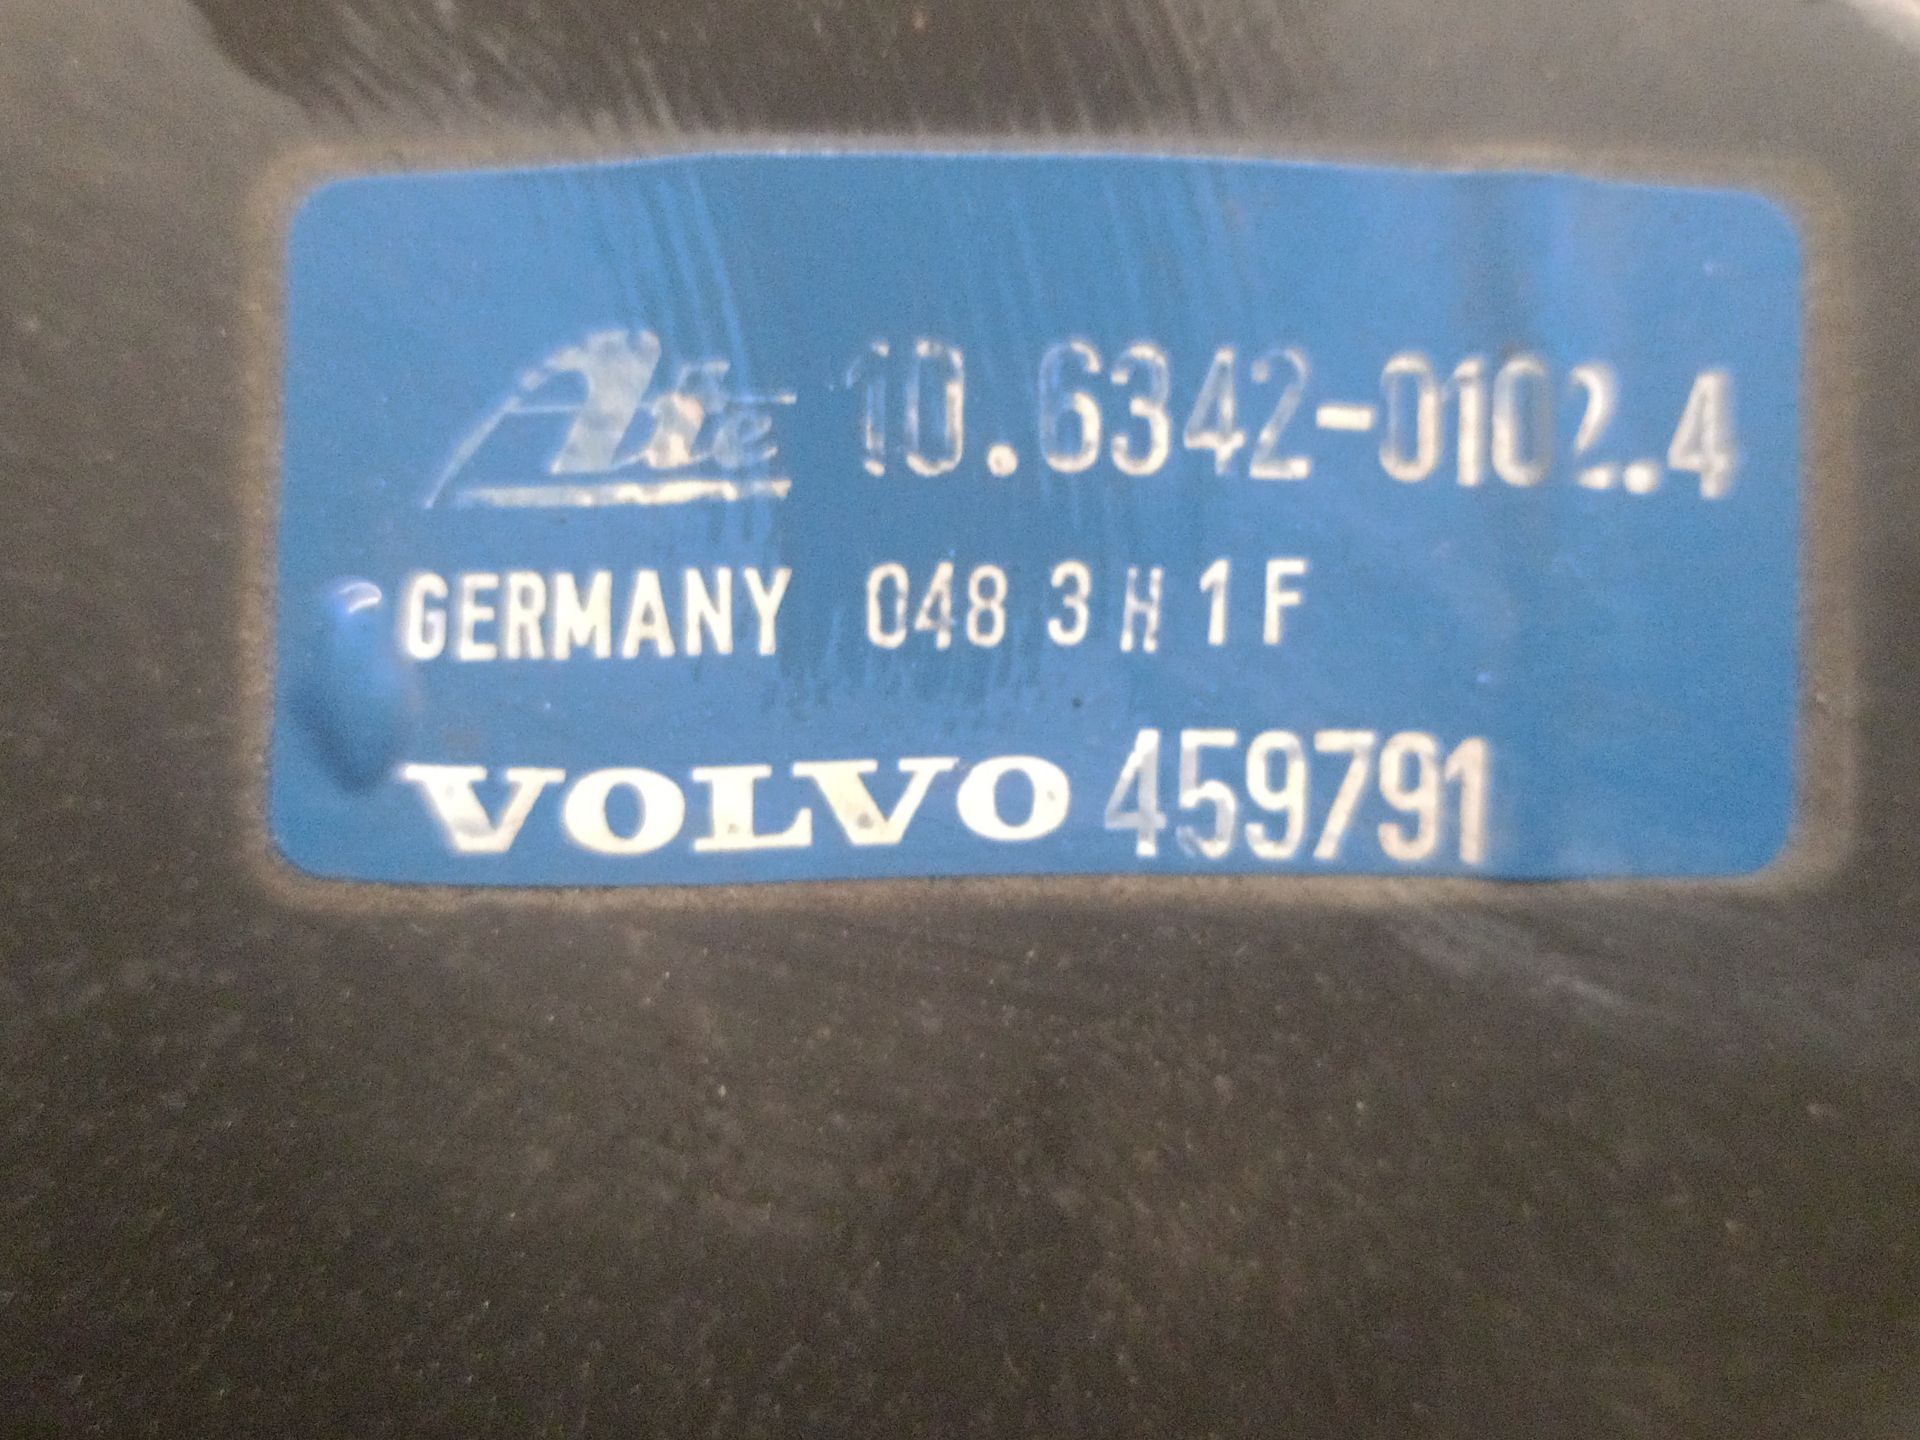 Ate 10.6342-0102.4
GERMANY 048 3 H 1 F
VOLVO 459791